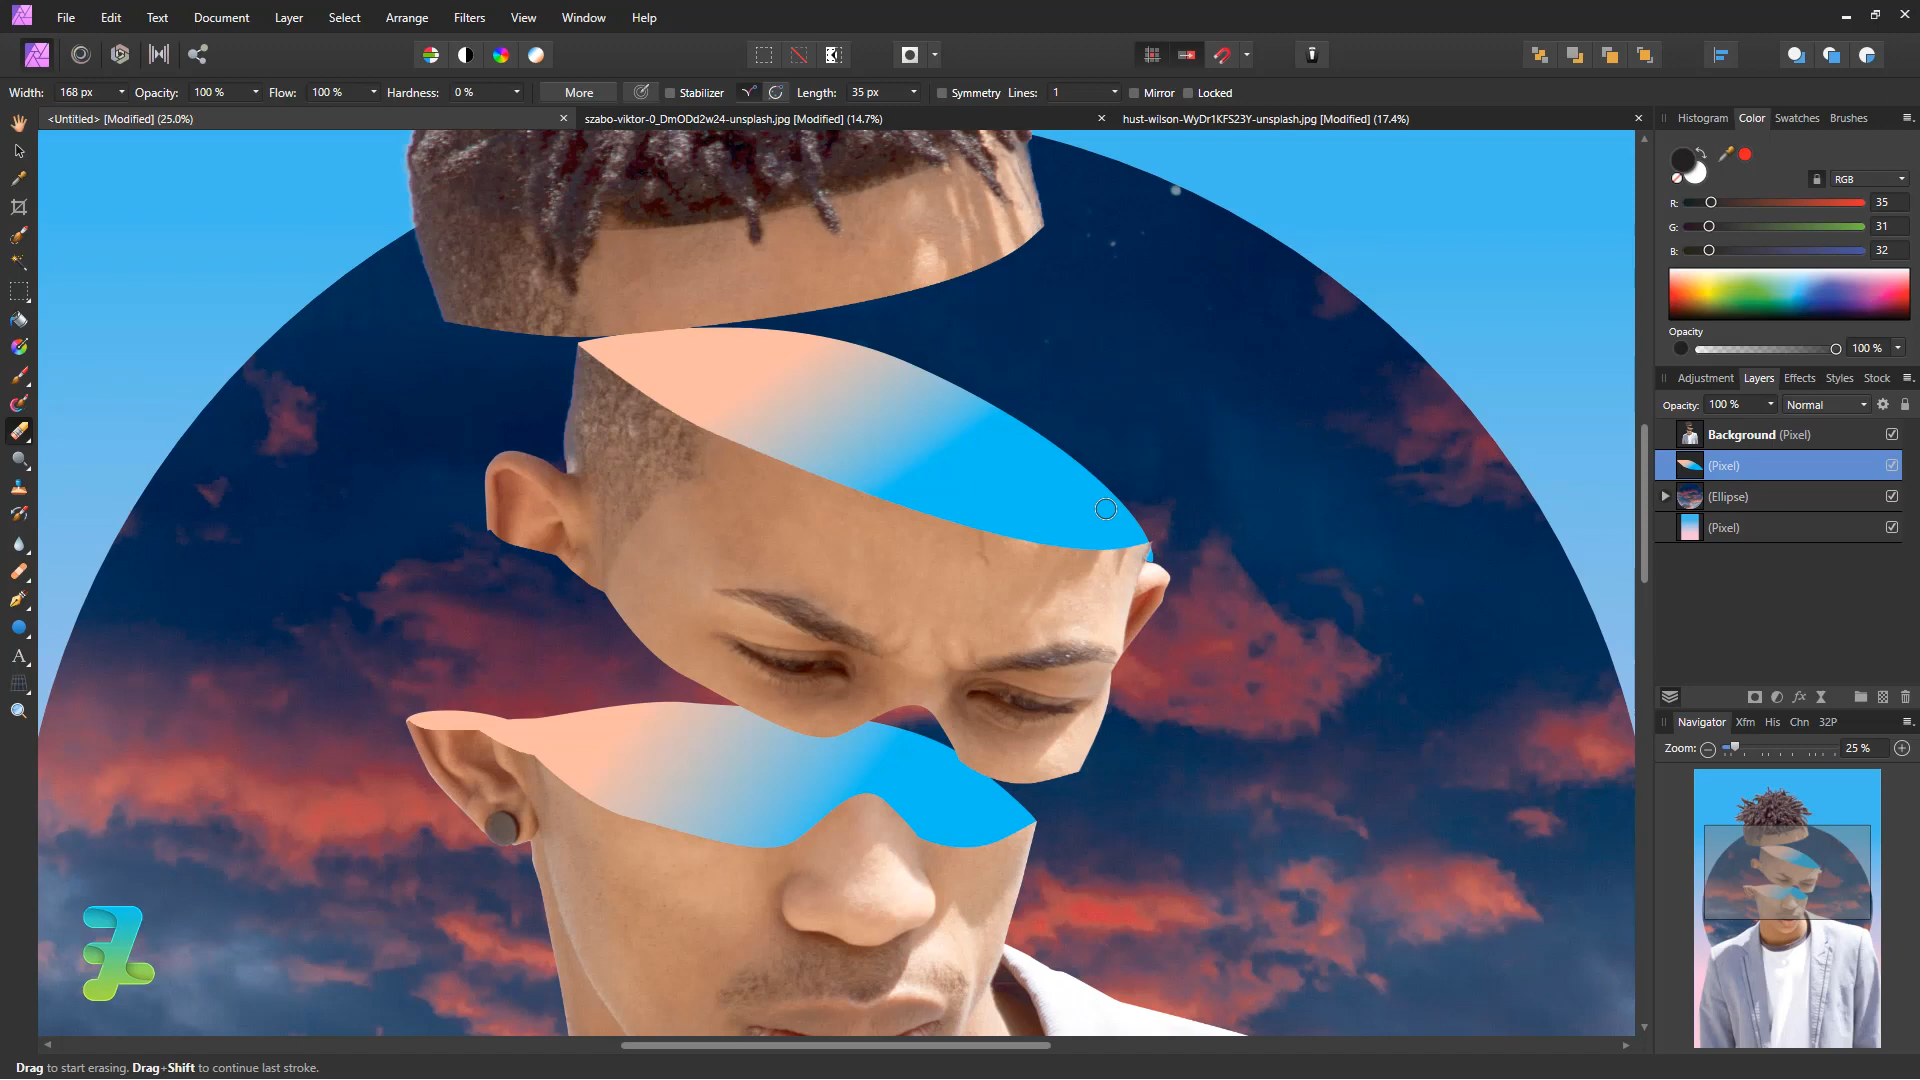 File Edit Text Document Layer Select Arrange Filters View Window Help
Width: 168 px Opacity: 100 % Flow: 100 % Hardness: 0 % More Stabilizer Length: 35 px Symmetry Lines: 1 Mirror Locked
<Untitled> [Modified] (25.0%)
szabo-viktor-0_DmODd2w24-unsplash.jpg [Modified] (14.7%)
hust-wilson-WyDr1KFS23Y-unsplash.jpg [Modified] (17.4%)
Histogram Color Swatches Brushes
RGB
R: 35
G: 31
B: 32
Opacity
100 %
Adjustment Layers Effects Styles Stock
Opacity: 100 % Normal
Background (Pixel)
(Pixel)
(Ellipse)
(Pixel)
fx
Navigator Xfm His Chn 32P
Zoom: 25 %
A
Drag to start erasing. Drag+Shift to continue last stroke.